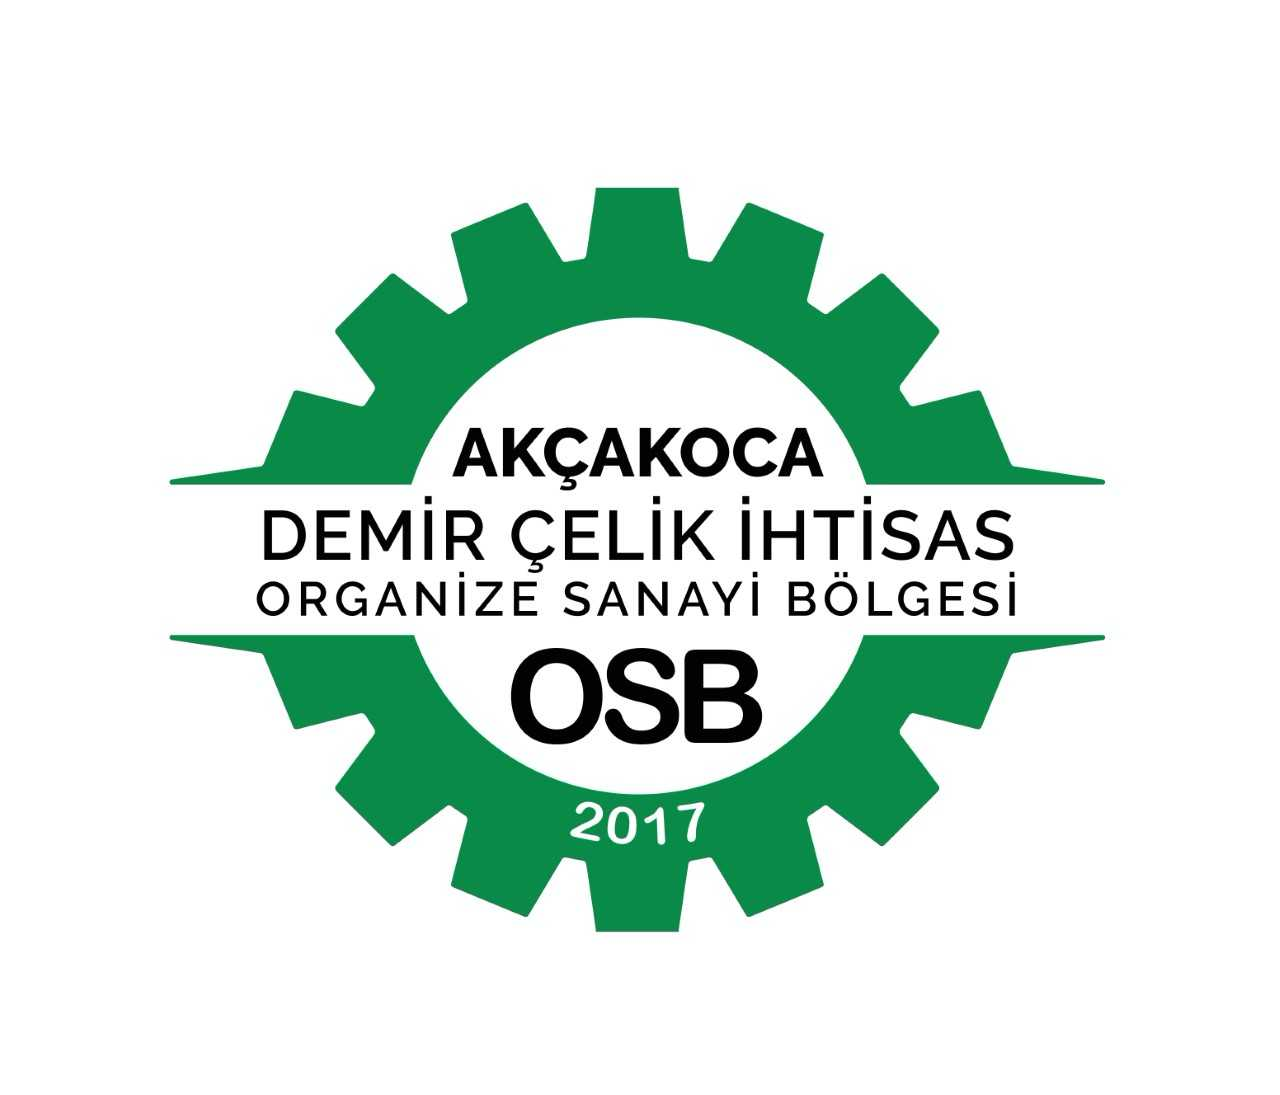 AKÇAKOCA
DEMİR ÇELİK İHTİSAS
ORGANİZE SANAYİ BÖLGESİ
OSB
2017